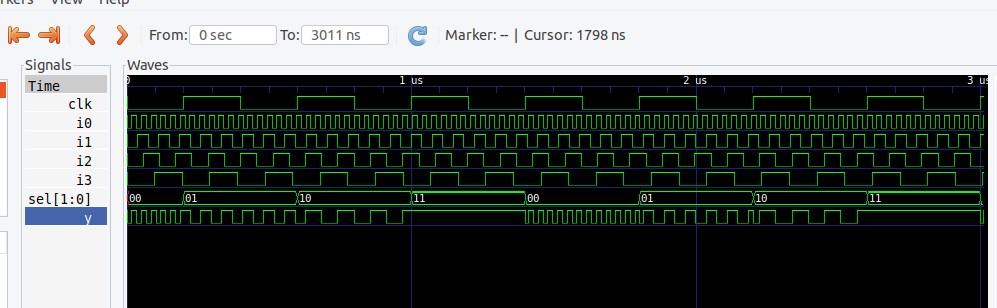 View Help
From: 0 sec To: 3011 ns Marker: -- | Cursor: 1798 ns
Signals Waves
Time 0 1 us 2 us 3 us
clk
i0
i1
i2
i3
sel[1:0] 00 01 10 11 00 01 10 11
y